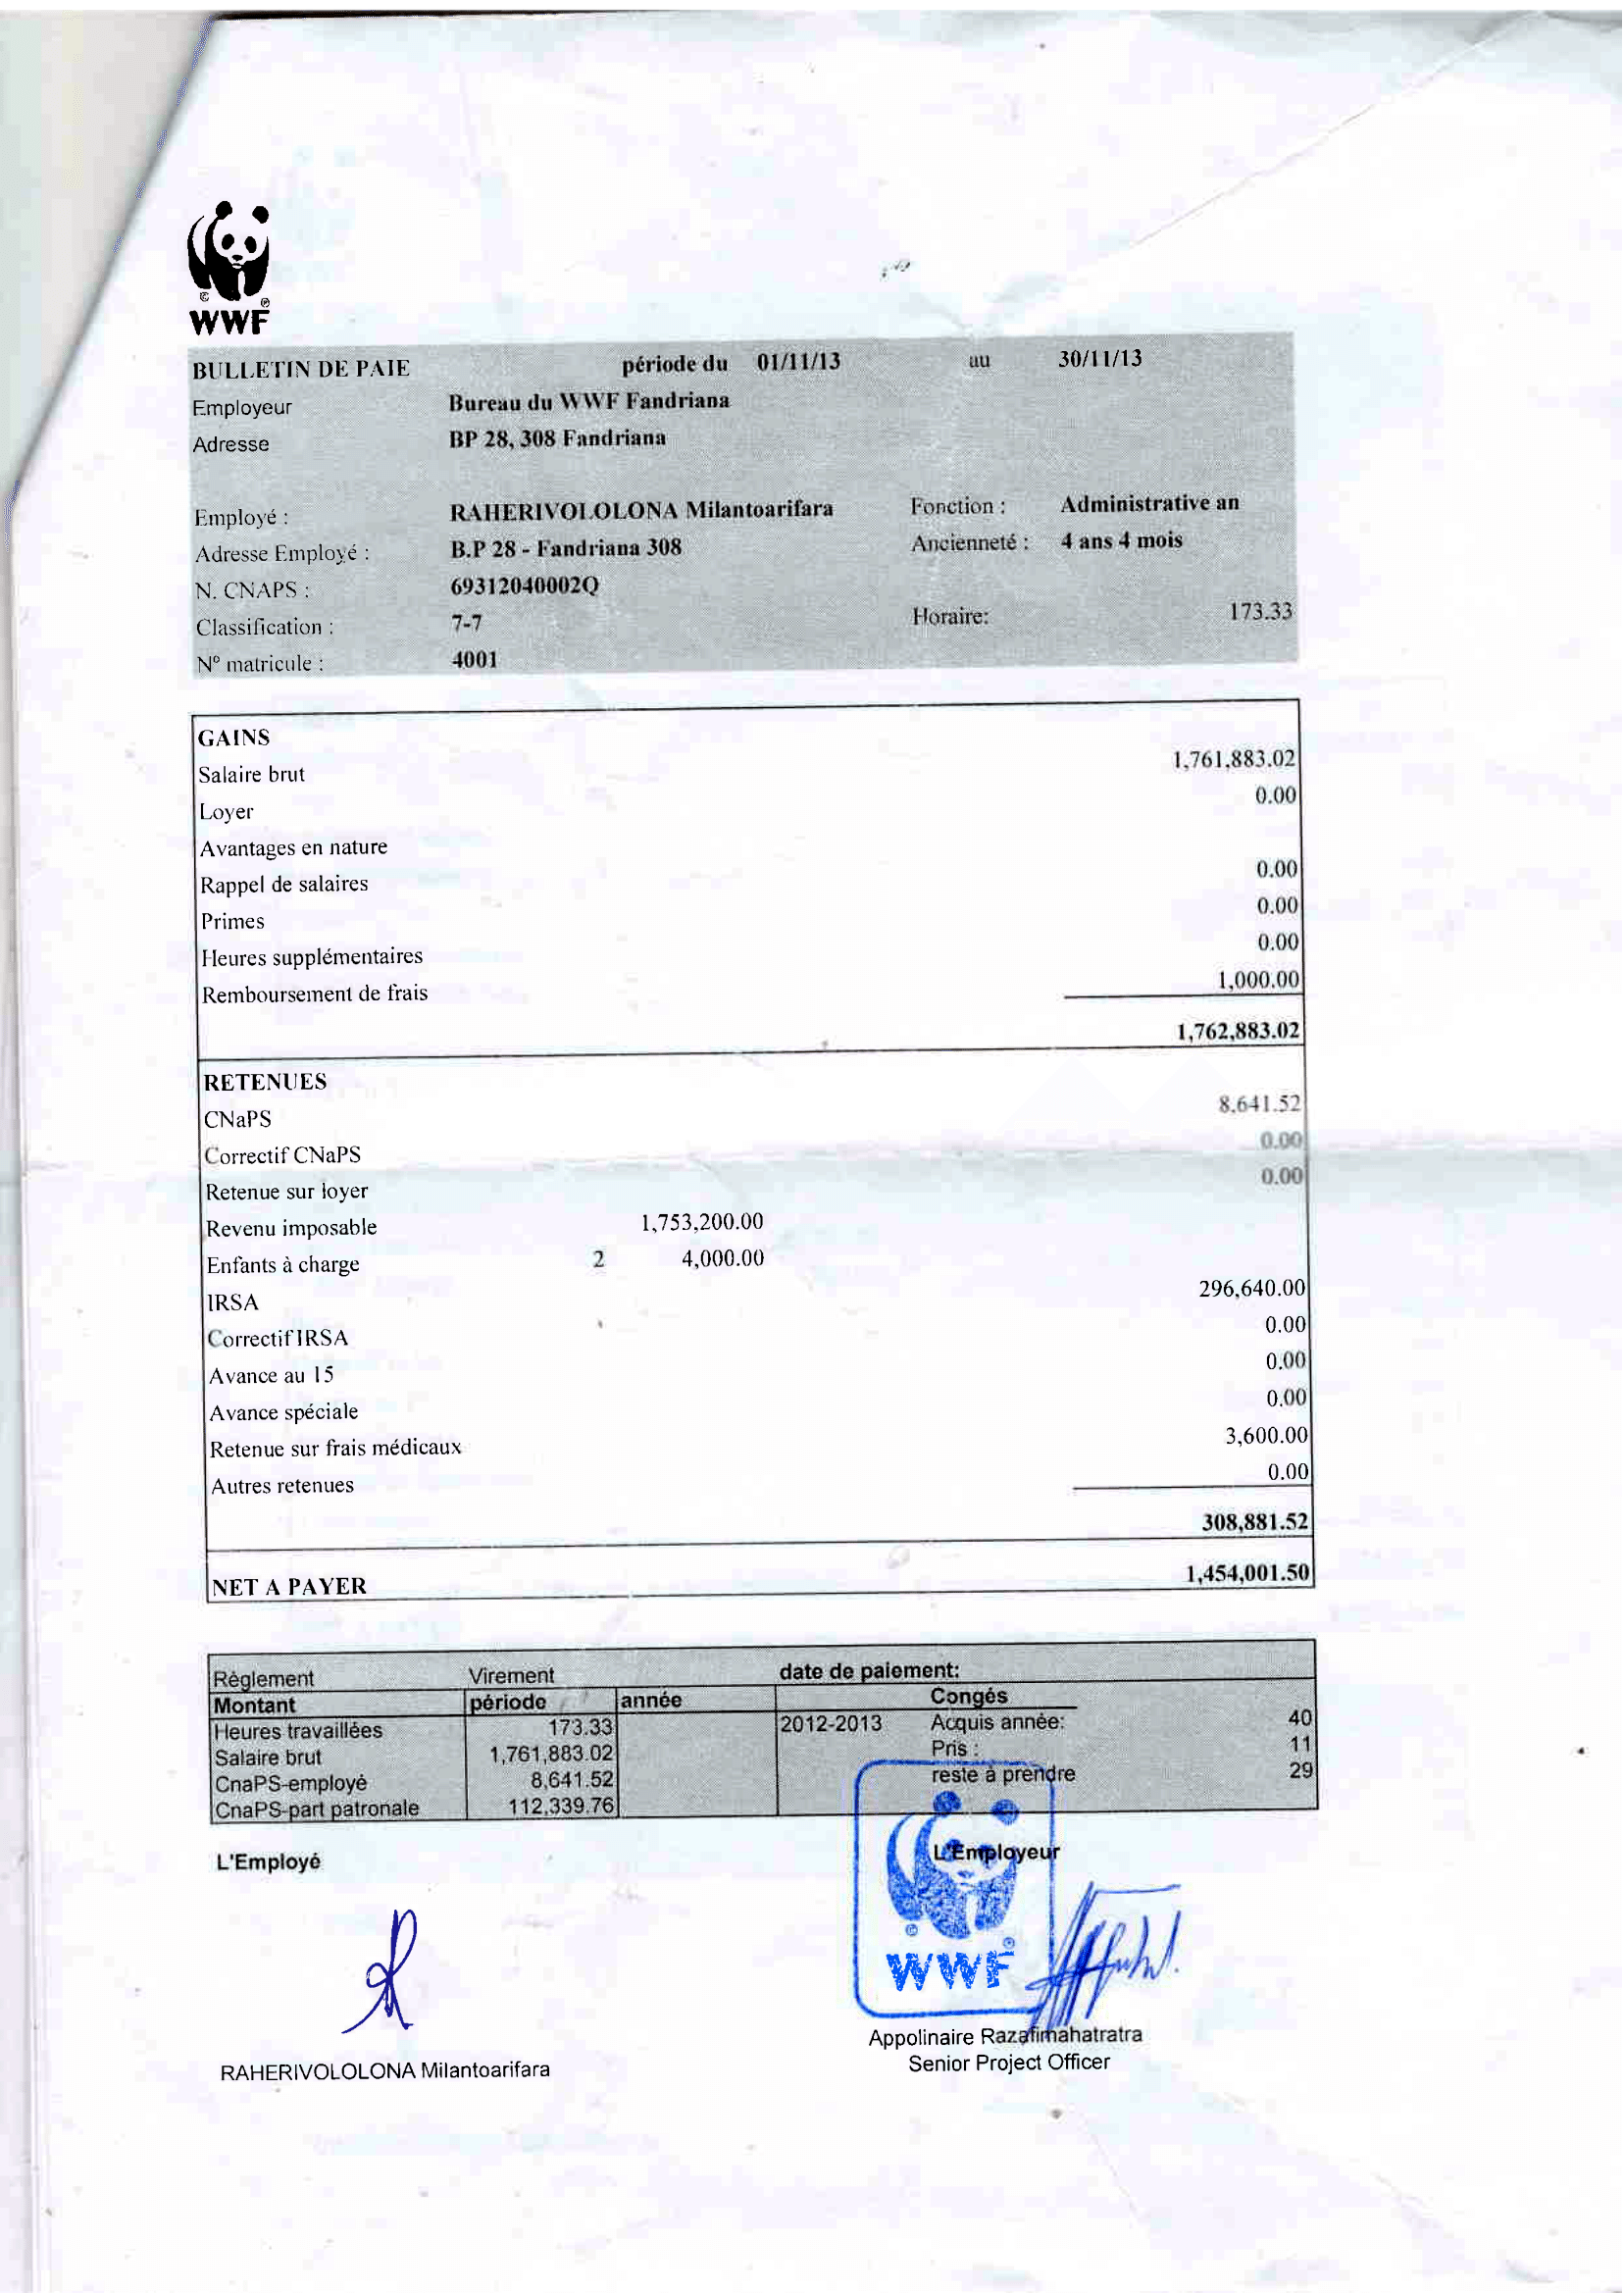 WWF
BULLETIN DE PAIE période du 01/11/13 au 30/11/13
Employeur Bureau du WWF Fandriana
Adresse BP 28, 308 Fandriana
Employé : RAHERIVOLOLONA Milantoarifara Fonction : Administrative an
Adresse Employé : B.P 28 - Fandriana 308 Ancienneté : 4 ans 4 mois
N. CNAPS : 69312040002Q
Classification : 7-7 Horaire: 173.33
N° matricule : 4001
GAINS
Salaire brut 1,761,883.02
Loyer 0.00
Avantages en nature
Rappel de salaires 0.00
Primes 0.00
Heures supplémentaires 0.00
Remboursement de frais 1,000.00
1,762,883.02
RETENUES
CNaPS 8,641.52
Correctif CNaPS 0.00
Retenue sur loyer 0.00
Revenu imposable 1,753,200.00
Enfants à charge 2 4,000.00
IRSA 296,640.00
Correctif IRSA 0.00
Avance au 15 0.00
Avance spéciale 0.00
Retenue sur frais médicaux 3,600.00
Autres retenues 0.00
308,881.52
NET A PAYER 1,454,001.50
Règlement Virement date de paiement:
Montant période année Congés
Heures travaillées 173.33 2012-2013 Acquis année: 40
Salaire brut 1,761,883.02 Pris : 11
CnaPS-employé 8,641.52 reste à prendre 29
CnaPS-part patronale 112,339.76
L'Employé L'Employeur
WWF
Appolinaire Razafimahatratra
RAHERIVOLOLONA Milantoarifara Senior Project Officer